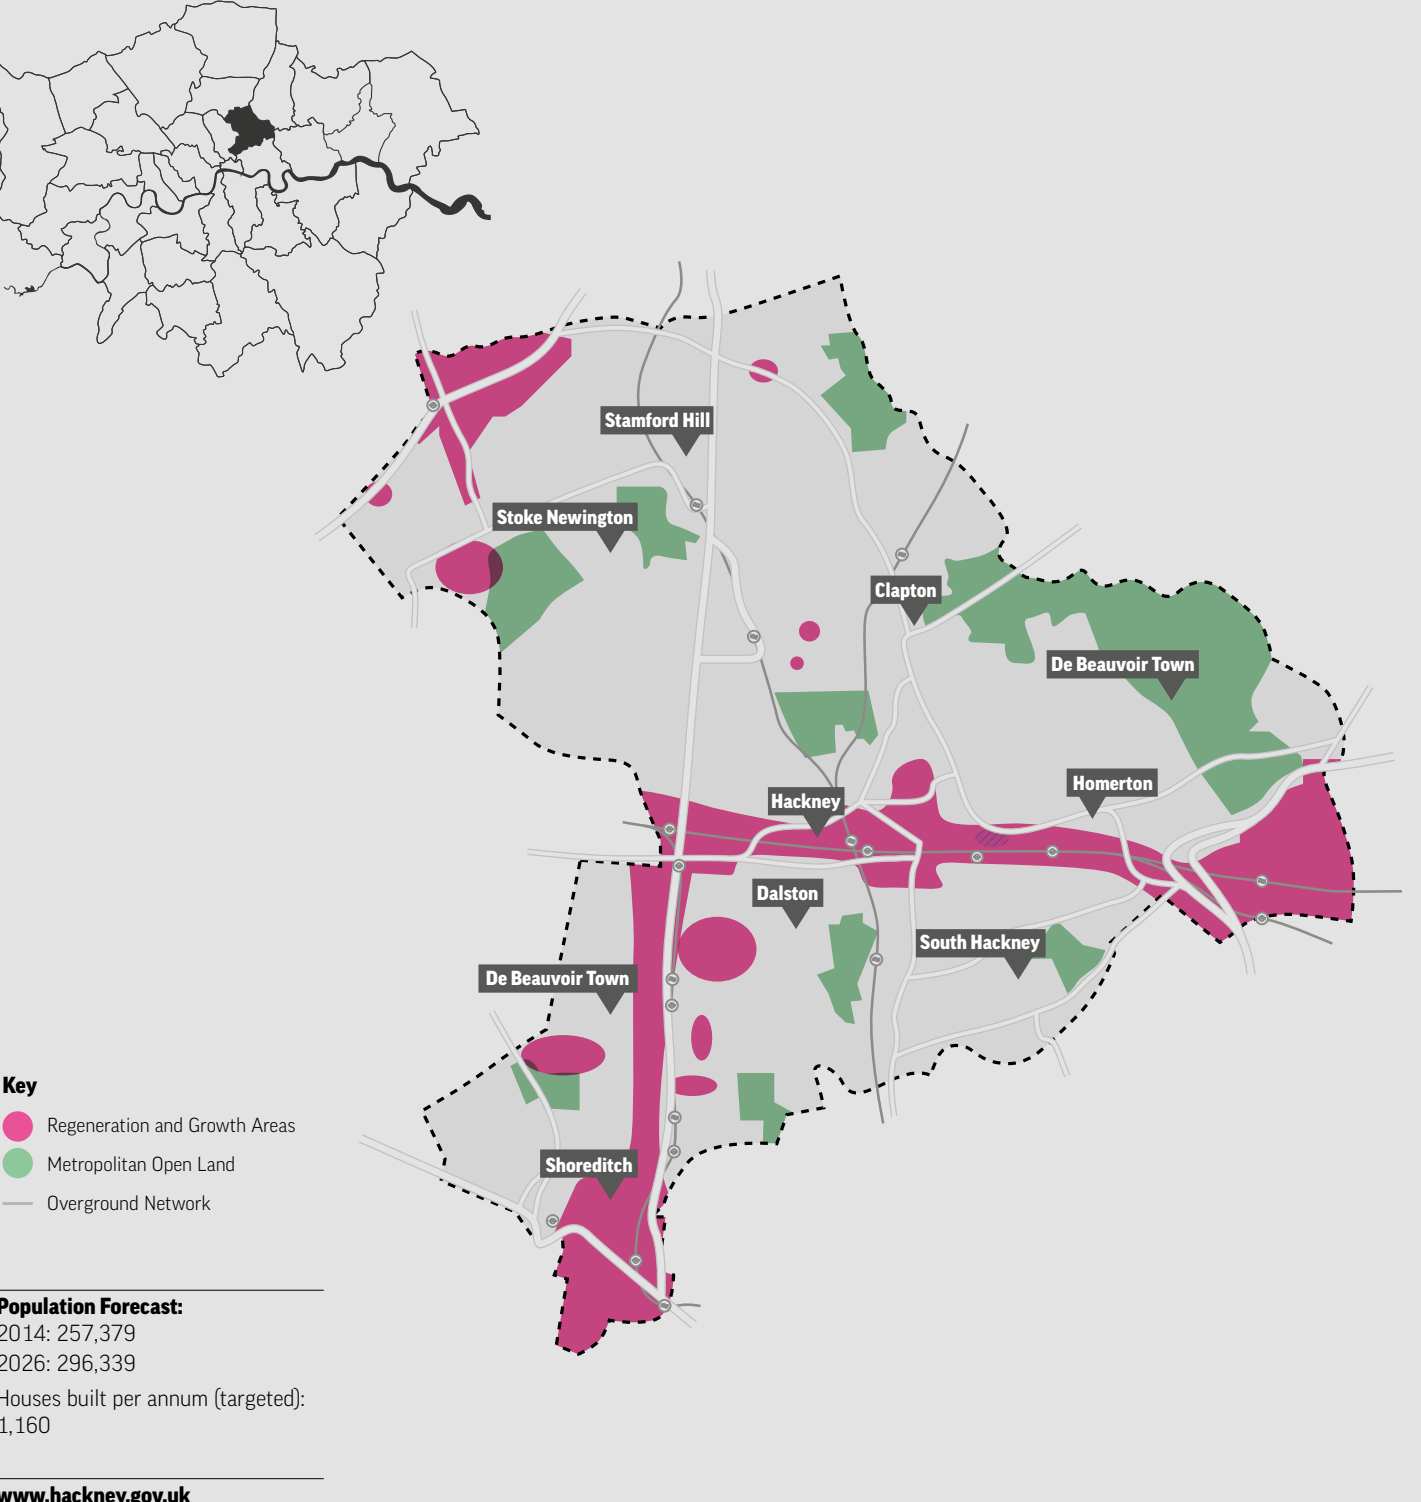 Stamford Hill
Stoke Newington
Clapton
De Beauvoir Town
Homerton
Hackney
Dalston
South Hackney
De Beauvoir Town
Shoreditch
Key
Regeneration and Growth Areas
Metropolitan Open Land
Overground Network
Population Forecast:
2014: 257,379
2026: 296,339
Houses built per annum (targeted):
1,160
www.hackney.gov.uk